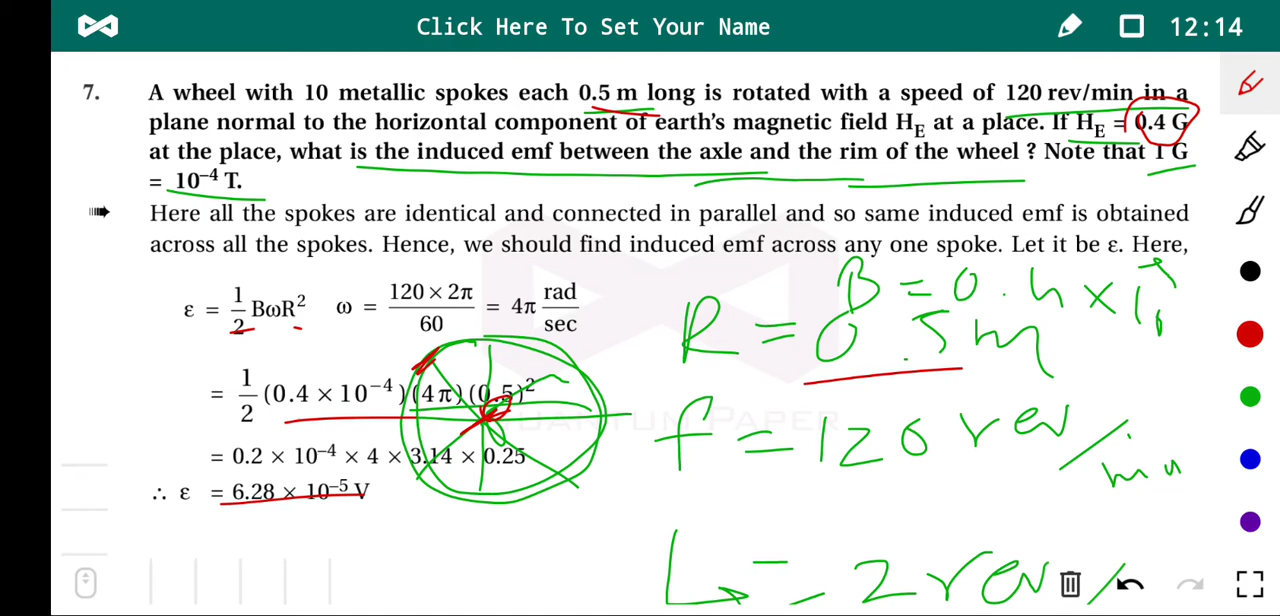 Click Here To Set Your Name
12:14
7. A wheel with 10 metallic spokes each 0.5 m long is rotated with a speed of 120 rev/min in a
plane normal to the horizontal component of earth's magnetic field H_E at a place. If H_E = 0.4 G
at the place, what is the induced emf between the axle and the rim of the wheel ? Note that 1 G
= 10⁻⁴ T.
➠ Here all the spokes are identical and connected in parallel and so same induced emf is obtained
across all the spokes. Hence, we should find induced emf across any one spoke. Let it be ε. Here,
ε = 1/2 BωR² ω = 120 × 2π / 60 = 4π rad/sec
= 1/2 (0.4 × 10⁻⁴) (4π) (0.5)²
= 0.2 × 10⁻⁴ × 4 × 3.14 × 0.25
∴ ε = 6.28 × 10⁻⁵ V
QUANTUM PAPER
B = 0.4 ×
R = 0.5 m
f = 120 rev/min
= 2 rev/